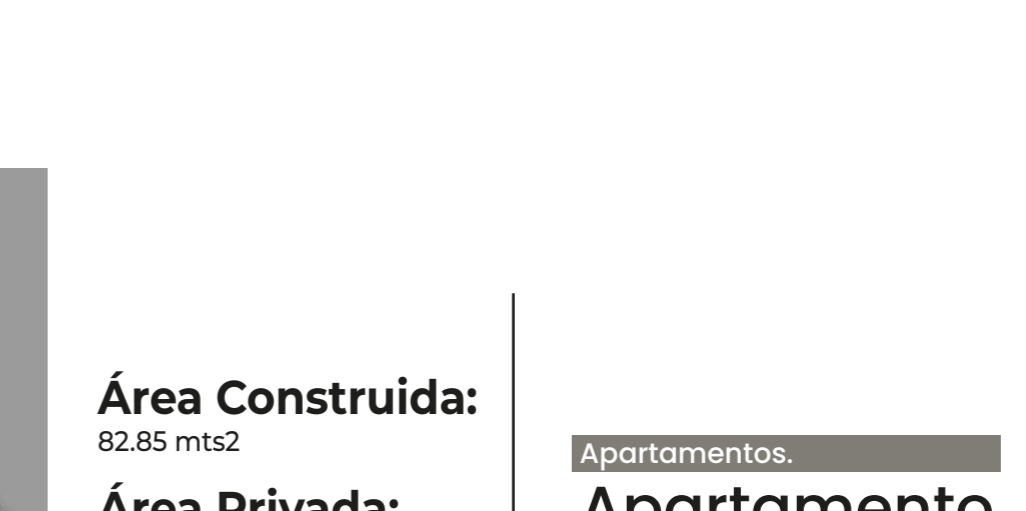 Área Construida:
82.85 mts2
Área Privada:
Apartamentos.
Apartamento